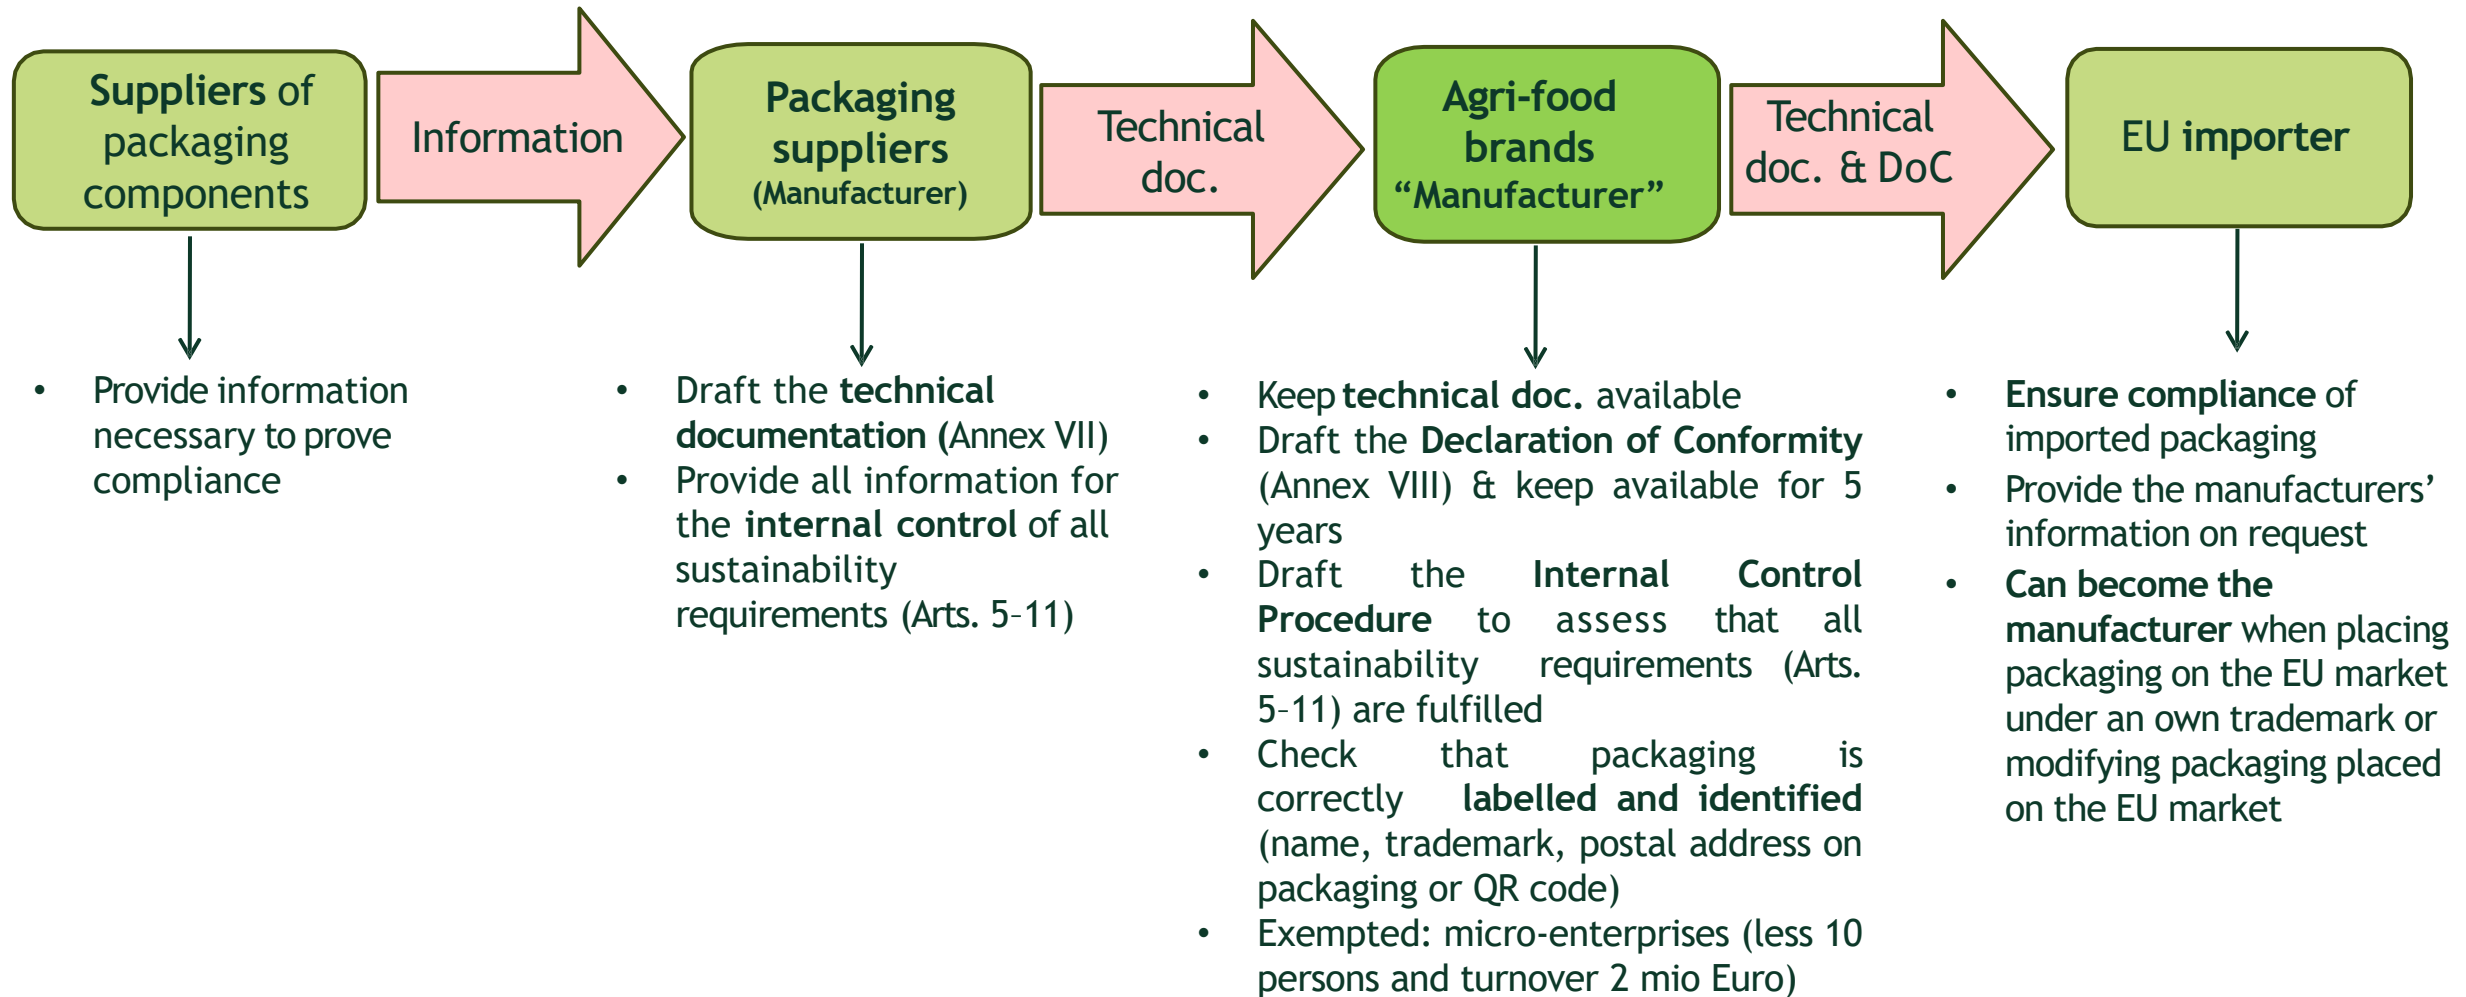 Suppliers of
packaging
components
Information
Packaging
suppliers
(Manufacturer)
Technical
doc.
Agri-food
brands
“Manufacturer”
Technical
doc. & DoC
EU importer
• Provide information
necessary to prove
compliance
• Draft the technical
documentation (Annex VII)
• Provide all information for
the internal control of all
sustainability
requirements (Arts. 5–11)
• Keep technical doc. available
• Draft the Declaration of Conformity
(Annex VIII) & keep available for 5
years
• Draft the Internal Control
Procedure to assess that all
sustainability requirements (Arts.
5–11) are fulfilled
• Check that packaging is
correctly labelled and identified
(name, trademark, postal address on
packaging or QR code)
• Exempted: micro-enterprises (less 10
persons and turnover 2 mio Euro)
• Ensure compliance of
imported packaging
• Provide the manufacturers’
information on request
• Can become the
manufacturer when placing
packaging on the EU market
under an own trademark or
modifying packaging placed
on the EU market